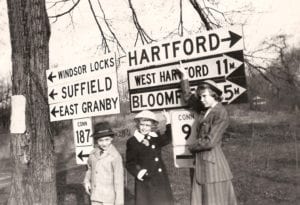 ← WINDSOR LOCKS
← SUFFIELD
← EAST GRANBY
CONN
187
HARTFORD →
WEST HARTFORD 11 M
BLOOMF 5 M
CONN
9